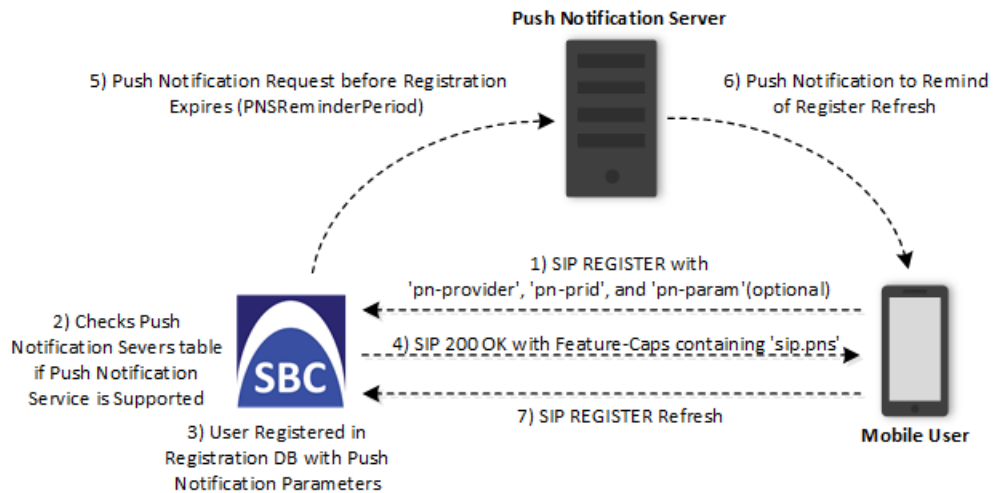 Push Notification Server
5) Push Notification Request before Registration
Expires (PNSReminderPeriod)
6) Push Notification to Remind
of Register Refresh
1) SIP REGISTER with
'pn-provider', 'pn-prid', and 'pn-param'(optional)
2) Checks Push
Notification Severs table
if Push Notification
Service is Supported
SBC
4) SIP 200 OK with Feature-Caps containing 'sip.pns'
7) SIP REGISTER Refresh
Mobile User
3) User Registered in
Registration DB with Push
Notification Parameters